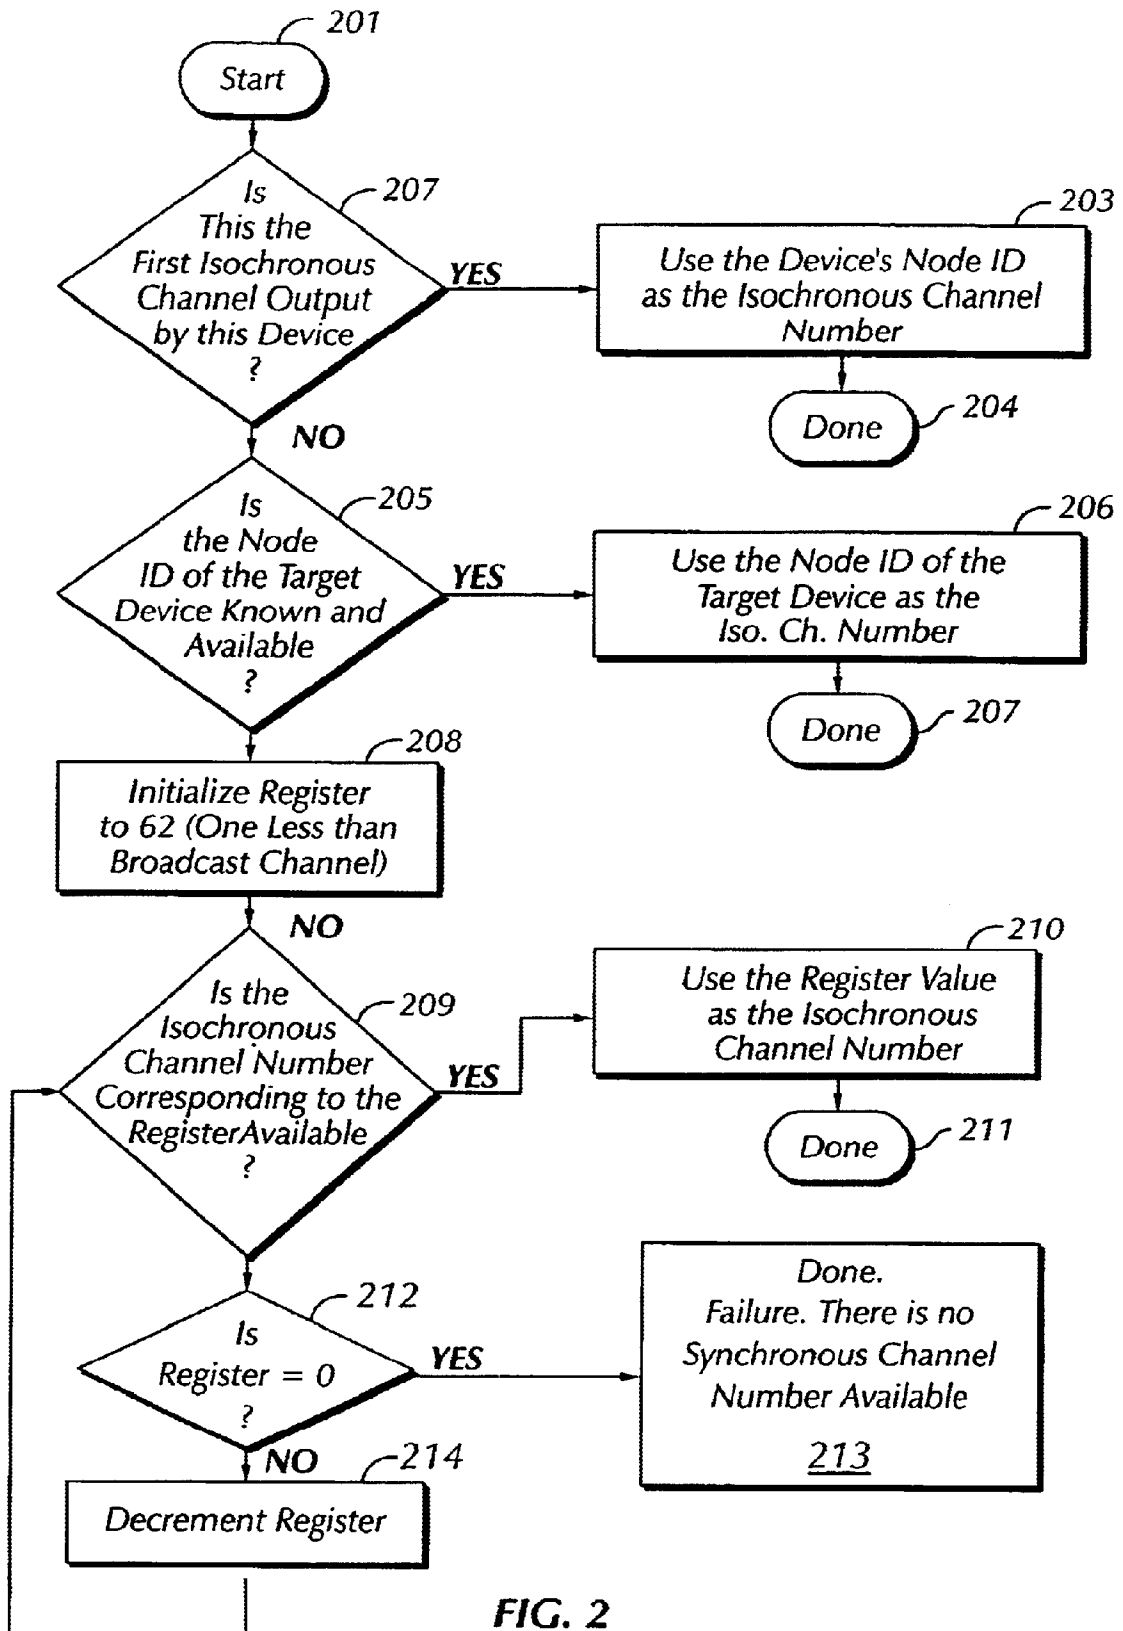 201
Start
207
Is
This the
First Isochronous
Channel Output
by this Device
?
YES
203
Use the Device's Node ID
as the Isochronous Channel
Number
Done
204
NO
205
Is
the Node
ID of the Target
Device Known and
Available
?
YES
206
Use the Node ID of the
Target Device as the
Iso. Ch. Number
Done
207
208
Initialize Register
to 62 (One Less than
Broadcast Channel)
NO
209
Is the
Isochronous
Channel Number
Corresponding to the
RegisterAvailable
?
YES
210
Use the Register Value
as the Isochronous
Channel Number
Done
211
212
Is
Register = 0
?
YES
Done.
Failure. There is no
Synchronous Channel
Number Available
213
NO
214
Decrement Register
FIG. 2